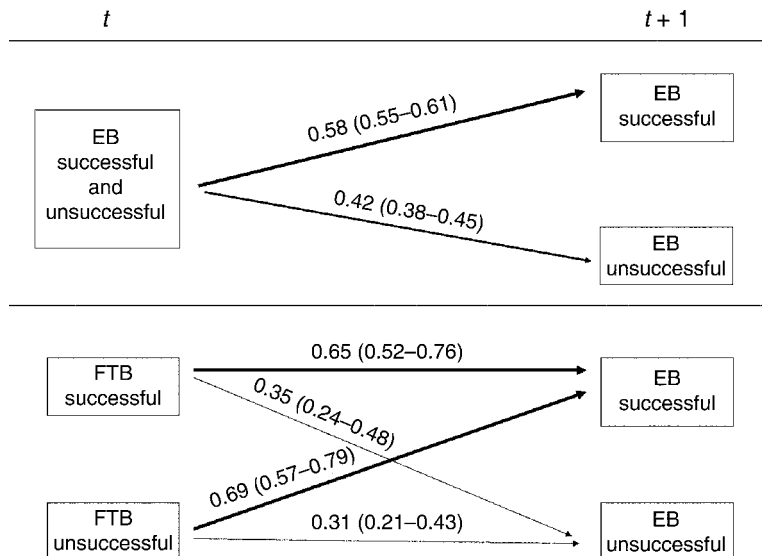 t t + 1
EB
successful
and
unsuccessful
0.58 (0.55–0.61)
EB
successful
0.42 (0.38–0.45)
EB
unsuccessful
FTB
successful
0.65 (0.52–0.76)
EB
successful
0.35 (0.24–0.48)
0.69 (0.57–0.79)
FTB
unsuccessful
0.31 (0.21–0.43)
EB
unsuccessful